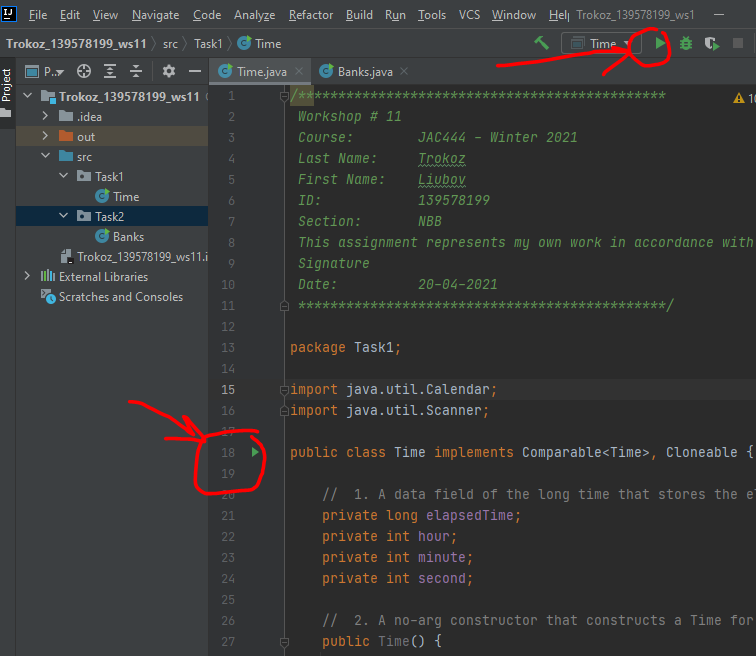 File Edit View Navigate Code Analyze Refactor Build Run Tools VCS Window Help Trokoz_139578199_ws1
Trokoz_139578199_ws11 src Task1 Time
Time
Project
P..
Time.java
Banks.java
Trokoz_139578199_ws11
.idea
out
src
Task1
Time
Task2
Banks
Trokoz_139578199_ws11.i
External Libraries
Scratches and Consoles
1 /**********************************************
2 Workshop # 11
3 Course: JAC444 - Winter 2021
4 Last Name: Trokoz
5 First Name: Liubov
6 ID: 139578199
7 Section: NBB
8 This assignment represents my own work in accordance with
9 Signature
10 Date: 20-04-2021
11 **********************************************/
12
13 package Task1;
14
15 import java.util.Calendar;
16 import java.util.Scanner;
17
18 public class Time implements Comparable<Time>, Cloneable {
19
20 // 1. A data field of the long time that stores the el
21 private long elapsedTime;
22 private int hour;
23 private int minute;
24 private int second;
25
26 // 2. A no-arg constructor that constructs a Time for
27 public Time() {